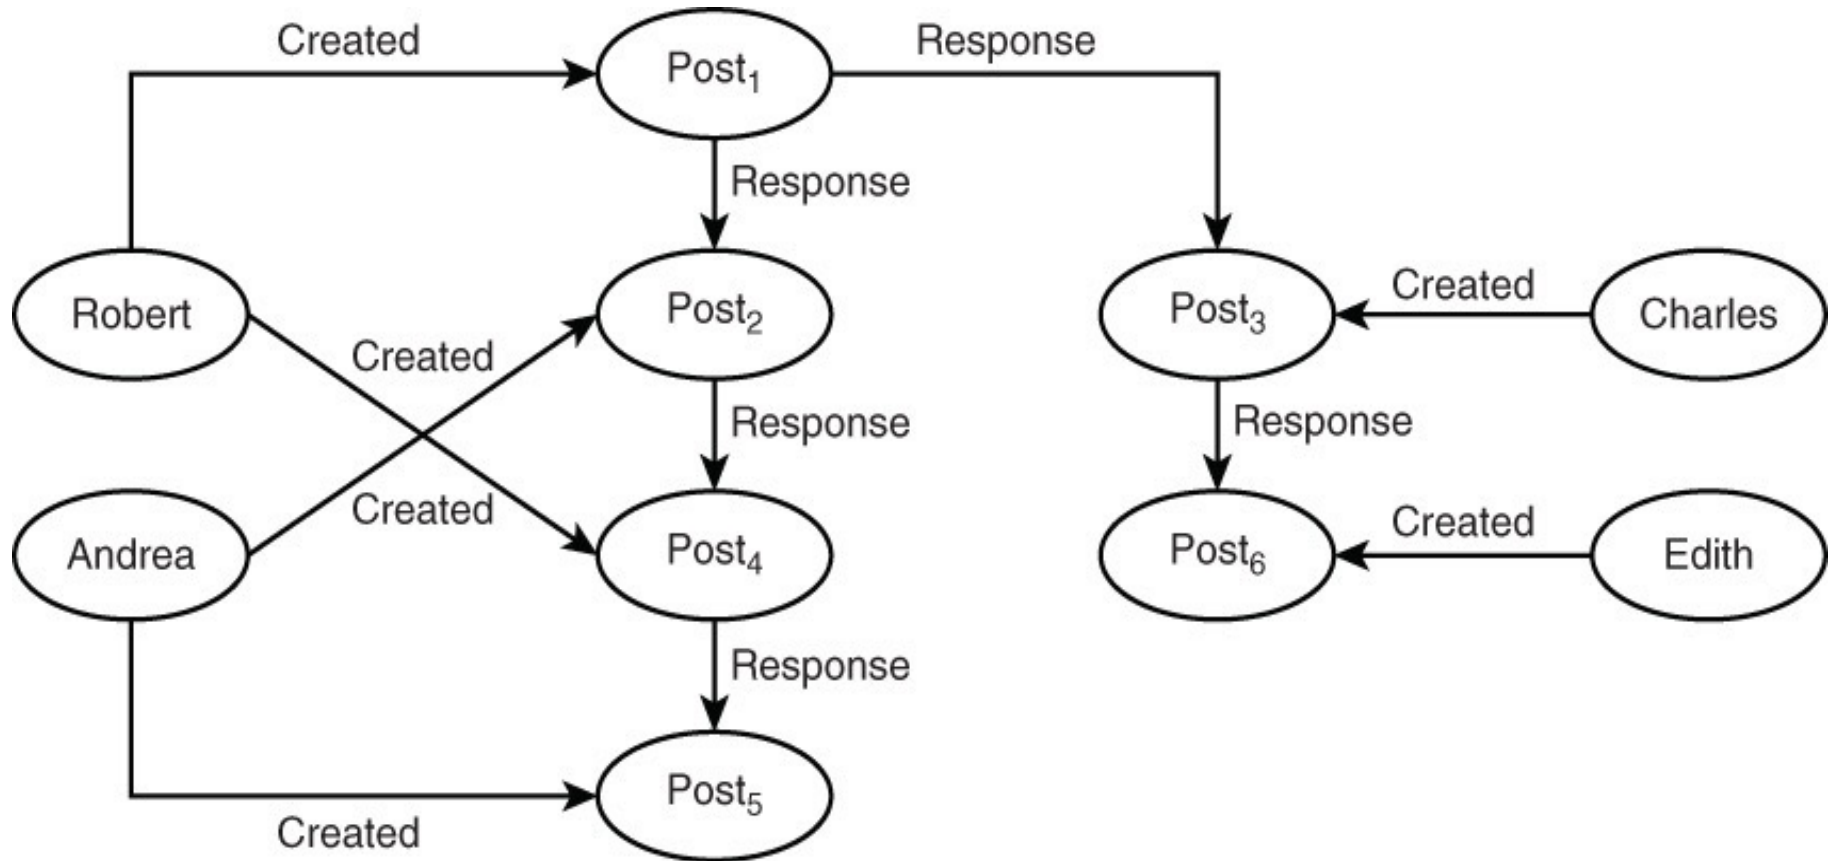 Created
Post₁
Response
Response
Robert
Created
Post₂
Post₃
Created
Charles
Response
Response
Andrea
Created
Post₄
Post₆
Created
Edith
Response
Post₅
Created